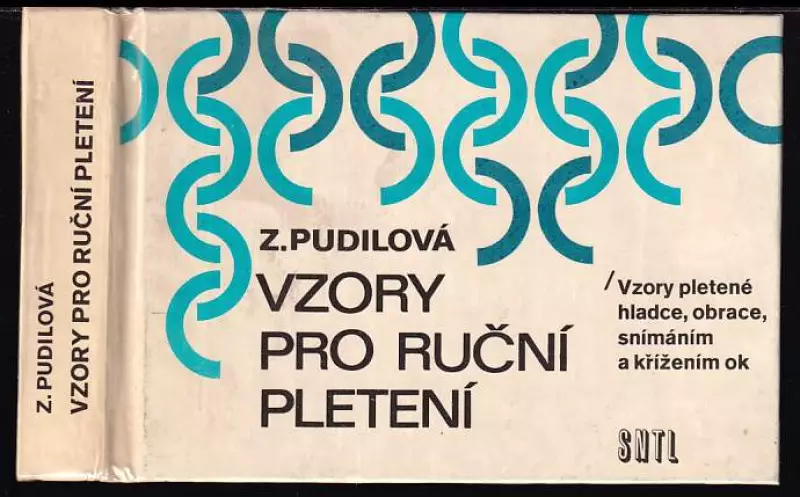 Z. PUDILOVÁ
VZORY PRO RUČNÍ PLETENÍ
Z. PUDILOVÁ
VZORY
PRO RUČNÍ
PLETENÍ
/Vzory pletené
hladce, obrace,
snímáním
a křížením ok
SNTL